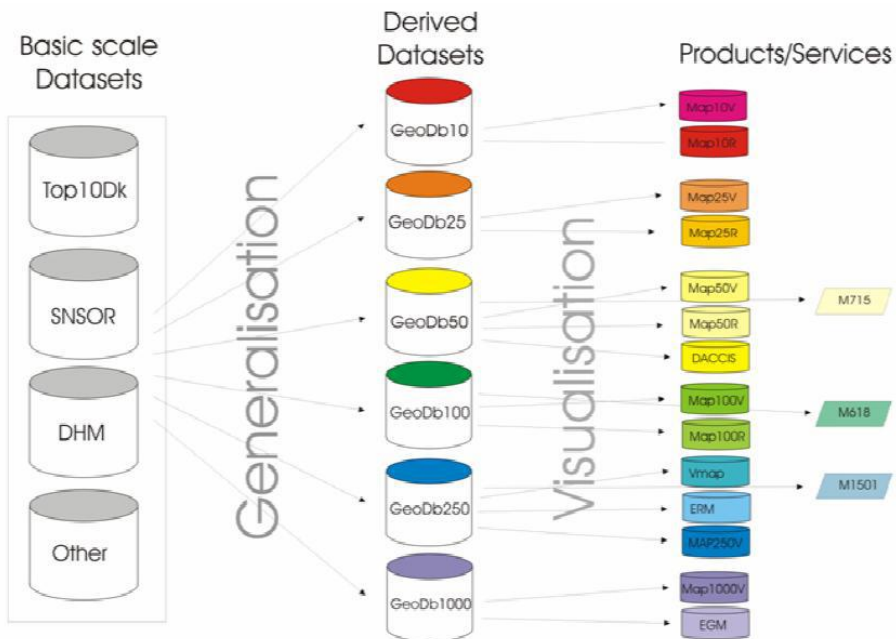 Basic scale
Datasets
Top10Dk
SNSOR
DHM
Other
Generalisation
Derived
Datasets
GeoDb10
GeoDb25
GeoDb50
GeoDb100
GeoDb250
GeoDb1000
Visualisation
Products/Services
Map10V
Map10R
Map25V
Map25R
Map50V
Map50R
DACCIS
Map100V
Map100R
Vmap
ERM
MAP250V
Map1000V
EGM
M715
M618
M1501